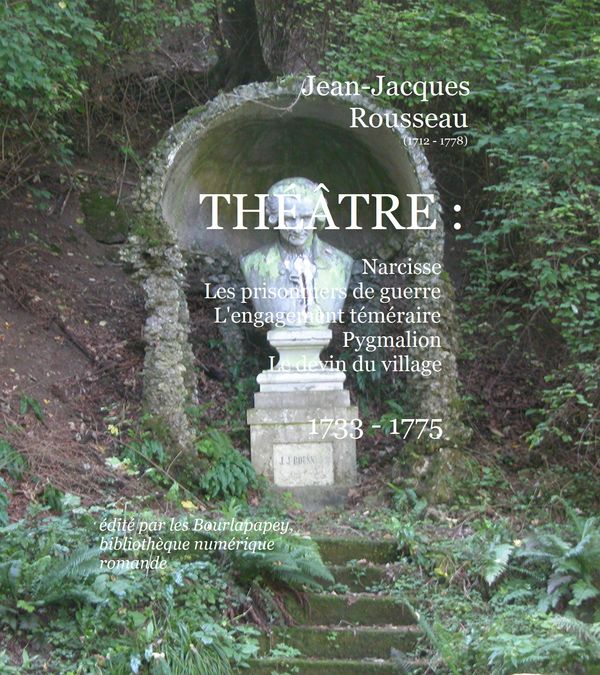 Jean-Jacques
Rousseau
(1712 - 1778)
THÉÂTRE :
Narcisse
Les prisonniers de guerre
L'engagement téméraire
Pygmalion
Le devin du village
1733 - 1775
J. J. ROUSSEAU
édité par les Bourlapapey,
bibliothèque numérique
romande